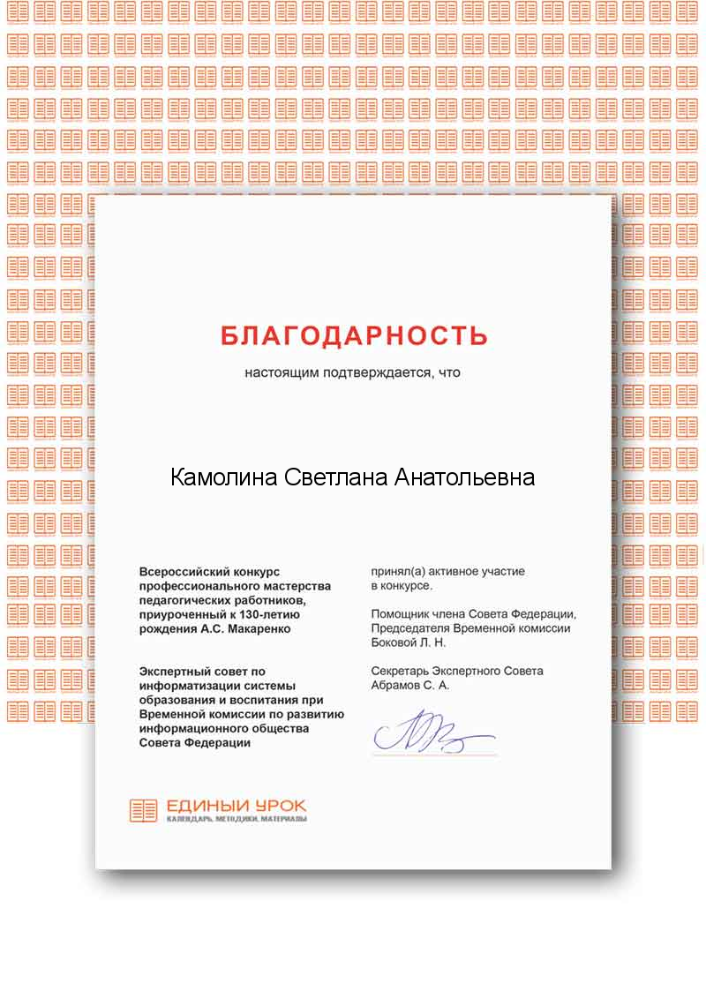 БЛАГОДАРНОСТЬ
настоящим подтверждается, что
Камолина Светлана Анатольевна
Всероссийский конкурс
профессионального мастерства
педагогических работников,
приуроченный к 130-летию
рождения А.С. Макаренко
Экспертный совет по
информатизации системы
образования и воспитания при
Временной комиссии по развитию
информационного общества
Совета Федерации
принял(а) активное участие
в конкурсе.
Помощник члена Совета Федерации,
Председателя Временной комиссии
Боковой Л. Н.
Секретарь Экспертного Совета
Абрамов С. А.
ЕДИНЫЙ УРОК
КАЛЕНДАРЬ, МЕТОДИКИ, МАТЕРИАЛЫ